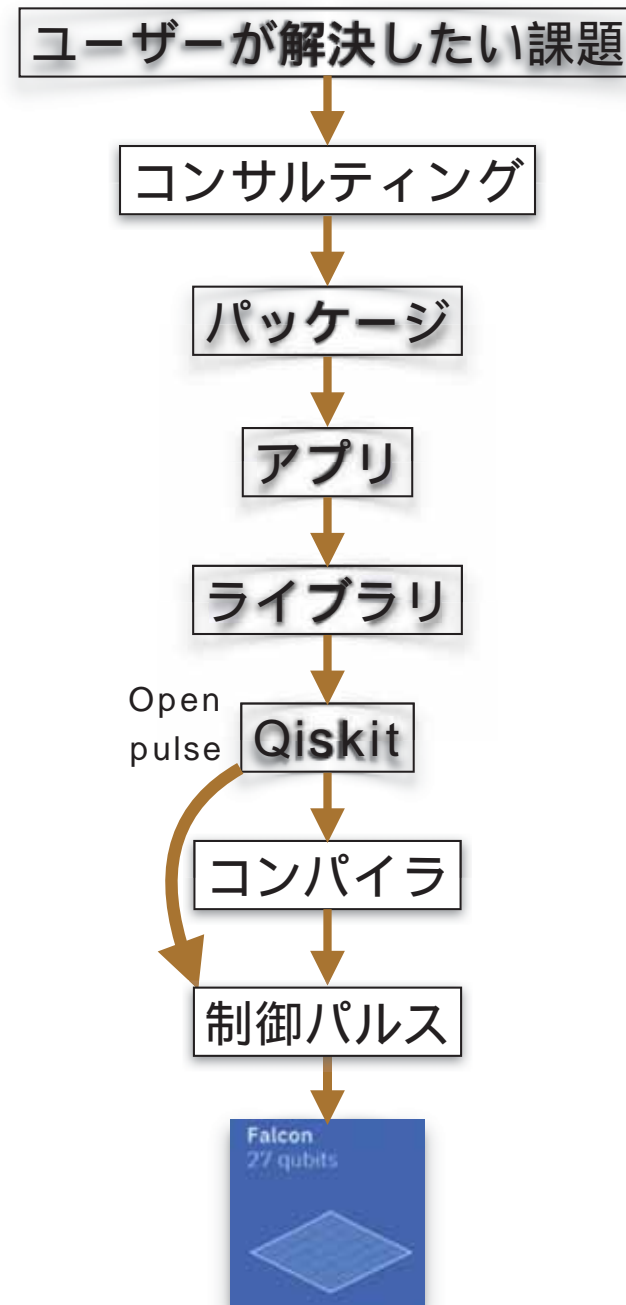 ユーザーが解決したい課題
コンサルティング
パッケージ
アプリ
ライブラリ
Open
pulse
Qiskit
コンパイラ
制御パルス
Falcon
27 qubits